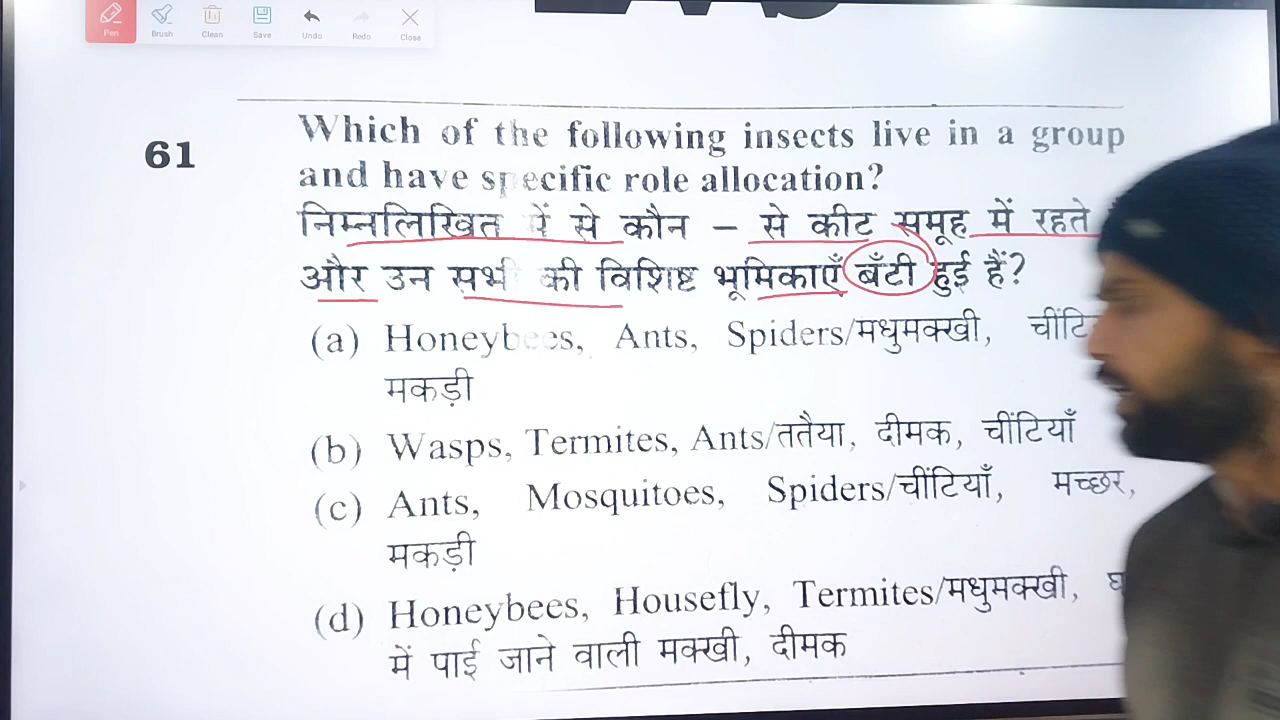 Pen Brush Clean Save Undo Redo Close
61
Which of the following insects live in a group
and have specific role allocation?
निम्नलिखित में से कौन – से कीट समूह में रहते
और उन सभी की विशिष्ट भूमिकाएँ बँटी हुई हैं?
(a) Honeybees, Ants, Spiders/मधुमक्खी,
मकड़ी
(b) Wasps, Termites, Ants/ततैया, दीमक, चींटियाँ
(c) Ants, Mosquitoes, Spiders/चींटियाँ, मच्छर,
मकड़ी
(d) Honeybees, Housefly, Termites/मधुमक्खी,
में पाई जाने वाली मक्खी, दीमक